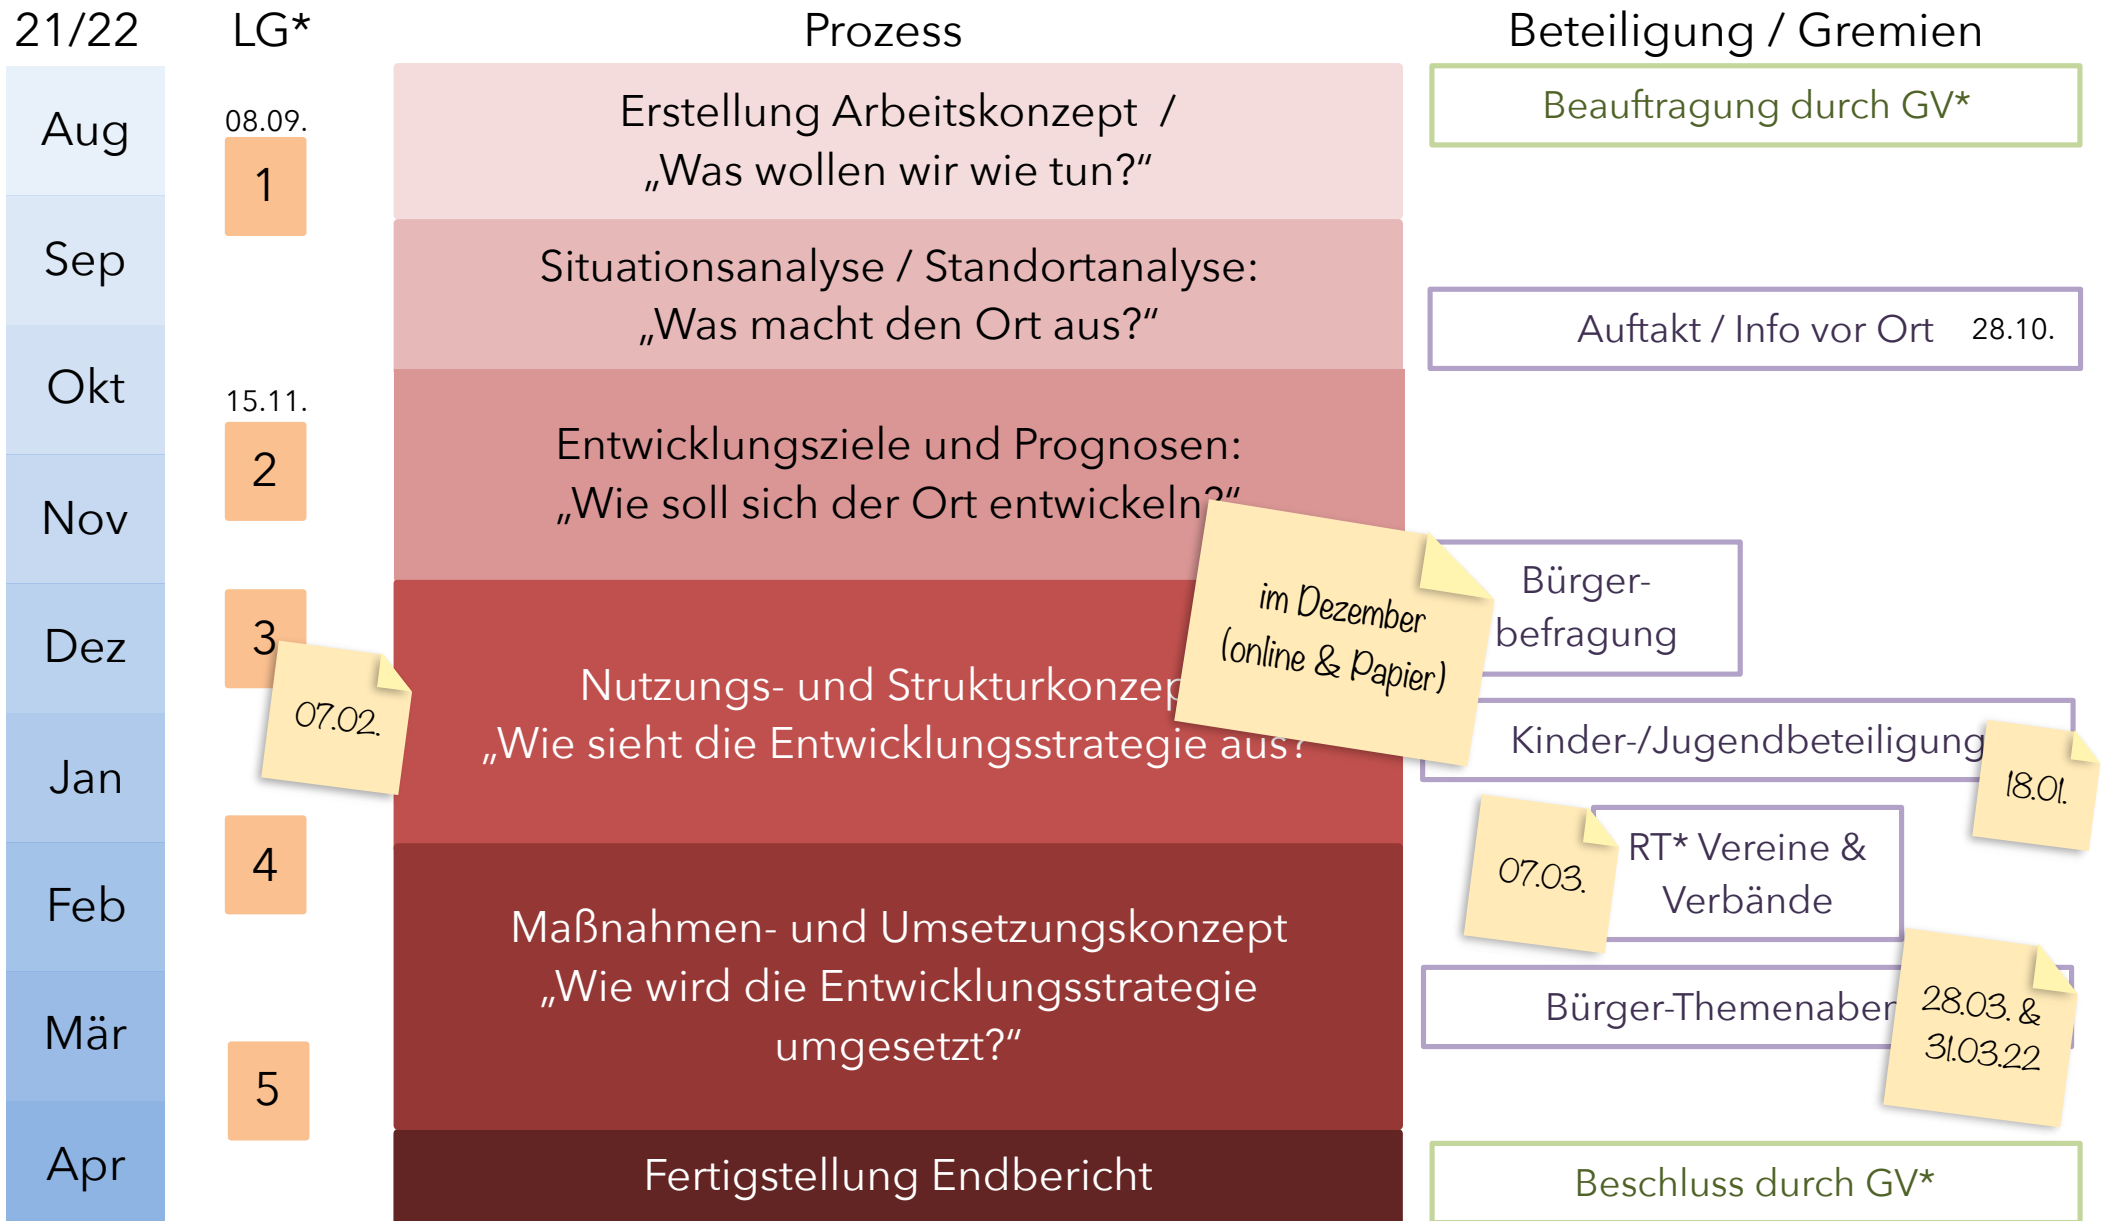 21/22
LG*
Prozess
Beteiligung / Gremien
Aug
Sep
Okt
Nov
Dez
Jan
Feb
Mär
Apr
08.09.
1
15.11.
2
3
07.02.
4
5
Erstellung Arbeitskonzept /
„Was wollen wir wie tun?“
Situationsanalyse / Standortanalyse:
„Was macht den Ort aus?“
Entwicklungsziele und Prognosen:
„Wie soll sich der Ort entwickeln?“
Nutzungs- und Strukturkonzep
„Wie sieht die Entwicklungsstrategie aus?
Maßnahmen- und Umsetzungskonzept
„Wie wird die Entwicklungsstrategie
umgesetzt?“
Fertigstellung Endbericht
Beauftragung durch GV*
Auftakt / Info vor Ort 28.10.
im Dezember
(online & Papier)
Bürger-
befragung
Kinder-/Jugendbeteiligung
18.01.
07.03.
RT* Vereine &
Verbände
Bürger-Themenaben
28.03. &
31.03.22
Beschluss durch GV*